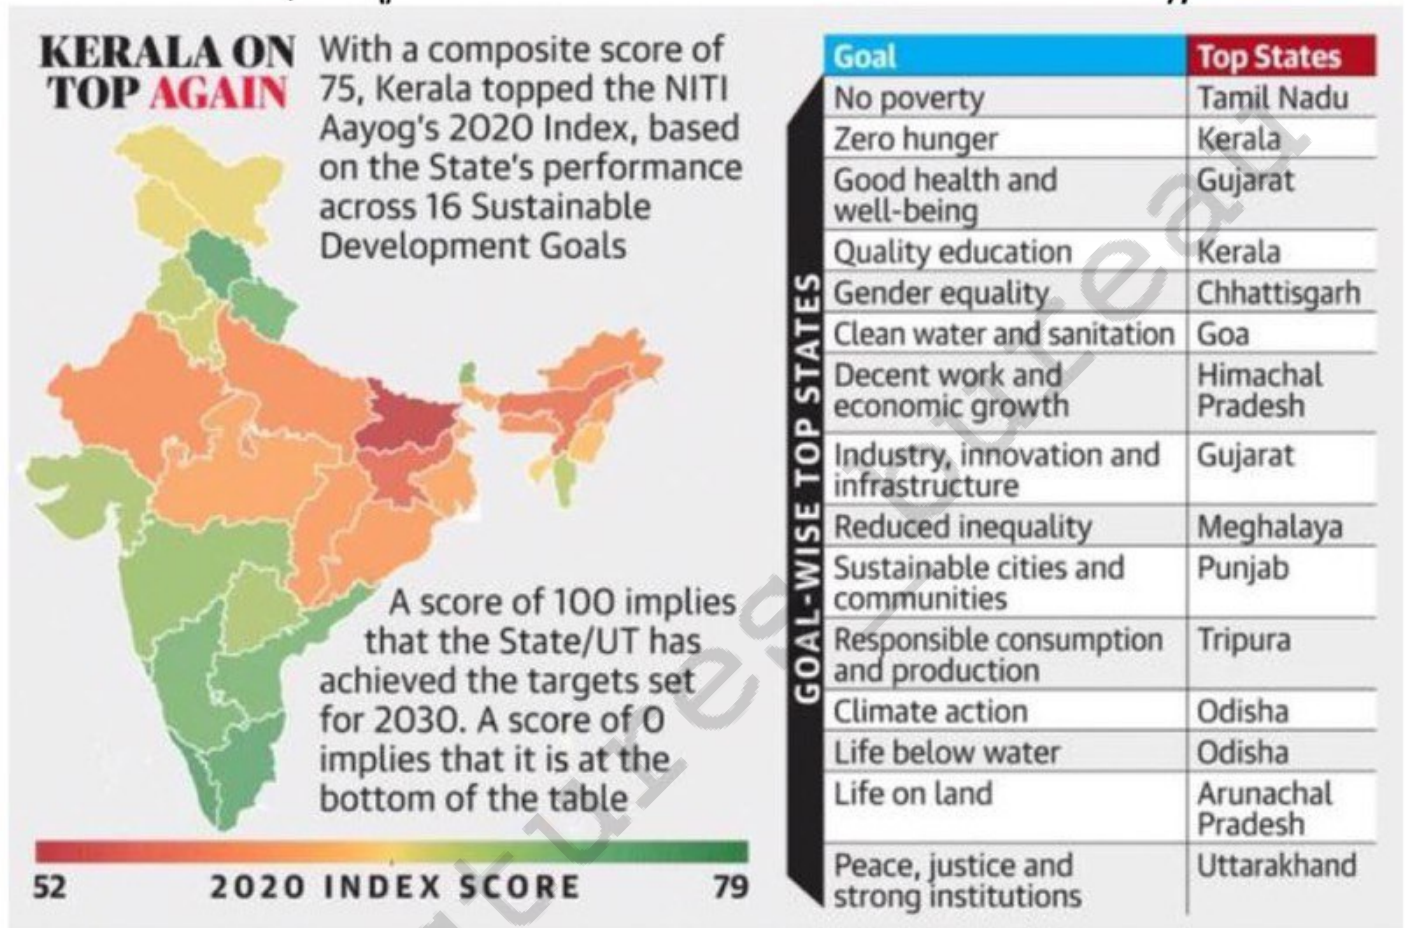 KERALA ON
TOP AGAIN
With a composite score of
75, Kerala topped the NITI
Aayog's 2020 Index, based
on the State's performance
across 16 Sustainable
Development Goals
A score of 100 implies
that the State/UT has
achieved the targets set
for 2030. A score of 0
implies that it is at the
bottom of the table
52 2020 INDEX SCORE 79
GOAL-WISE TOP STATES
Goal Top States
No poverty Tamil Nadu
Zero hunger Kerala
Good health and Gujarat
well-being
Quality education Kerala
Gender equality Chhattisgarh
Clean water and sanitation Goa
Decent work and Himachal
economic growth Pradesh
Industry, innovation and Gujarat
infrastructure
Reduced inequality Meghalaya
Sustainable cities and Punjab
communities
Responsible consumption Tripura
and production
Climate action Odisha
Life below water Odisha
Life on land Arunachal
Pradesh
Peace, justice and Uttarakhand
strong institutions